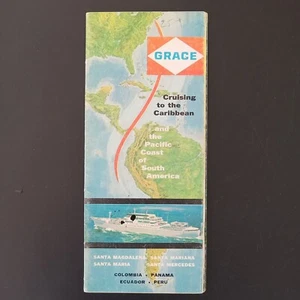 GRACE
Cruising
to the
Caribbean
and
the
Pacific
Coast
of
South
America
SANTA MAGDALENA SANTA MARIANA
SANTA MARIA SANTA MERCEDES
COLOMBIA • PANAMA
ECUADOR • PERU